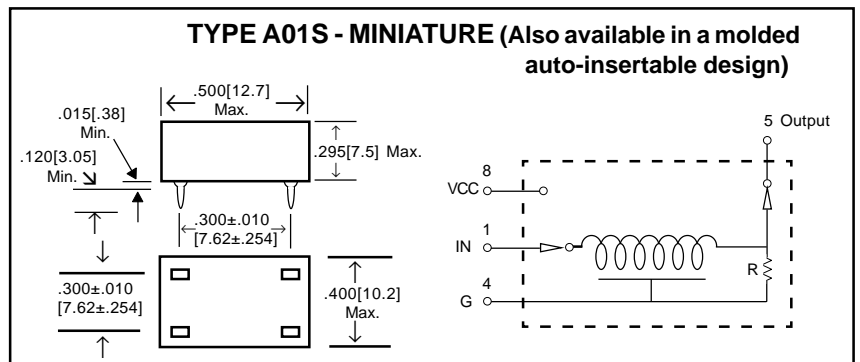 TYPE A01S - MINIATURE (Also available in a molded
auto-insertable design)
.500[12.7]
Max.
.015[.38]
Min.
.120[3.05]
Min.
.295[7.5] Max.
.300±.010
[7.62±.254]
.300±.010
[7.62±.254]
.400[10.2]
Max.
5 Output
8
VCC
1
IN
R
4
G